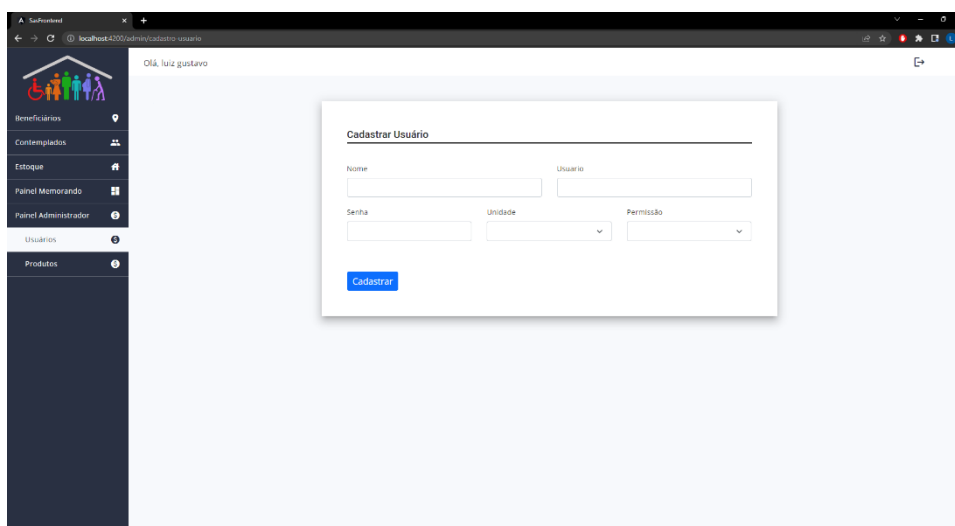 SasFrontend
localhost:4200/admin/cadastro-usuario
Olá, luiz gustavo
Beneficiários
Contemplados
Estoque
Painel Memorando
Painel Administrador
Usuários
Produtos
Cadastrar Usuário
Nome Usuario
Senha Unidade Permissão
Cadastrar